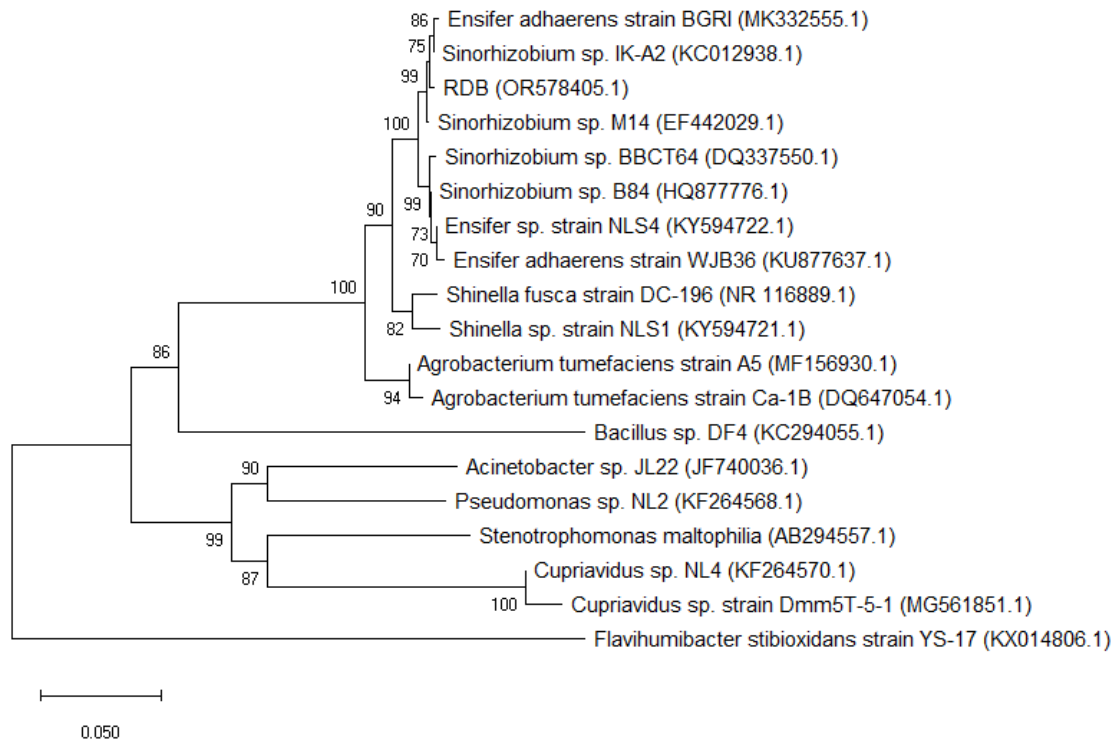 86
Ensifer adhaerens strain BGRI (MK332555.1)
75
Sinorhizobium sp. IK-A2 (KC012938.1)
99
RDB (OR578405.1)
100
Sinorhizobium sp. M14 (EF442029.1)
Sinorhizobium sp. BBCT64 (DQ337550.1)
99
Sinorhizobium sp. B84 (HQ877776.1)
90
73
Ensifer sp. strain NLS4 (KY594722.1)
70
Ensifer adhaerens strain WJB36 (KU877637.1)
100
Shinella fusca strain DC-196 (NR 116889.1)
82
Shinella sp. strain NLS1 (KY594721.1)
86
Agrobacterium tumefaciens strain A5 (MF156930.1)
94
Agrobacterium tumefaciens strain Ca-1B (DQ647054.1)
Bacillus sp. DF4 (KC294055.1)
90
Acinetobacter sp. JL22 (JF740036.1)
Pseudomonas sp. NL2 (KF264568.1)
99
Stenotrophomonas maltophilia (AB294557.1)
87
Cupriavidus sp. NL4 (KF264570.1)
100
Cupriavidus sp. strain Dmm5T-5-1 (MG561851.1)
Flavihumibacter stibioxidans strain YS-17 (KX014806.1)
0.050